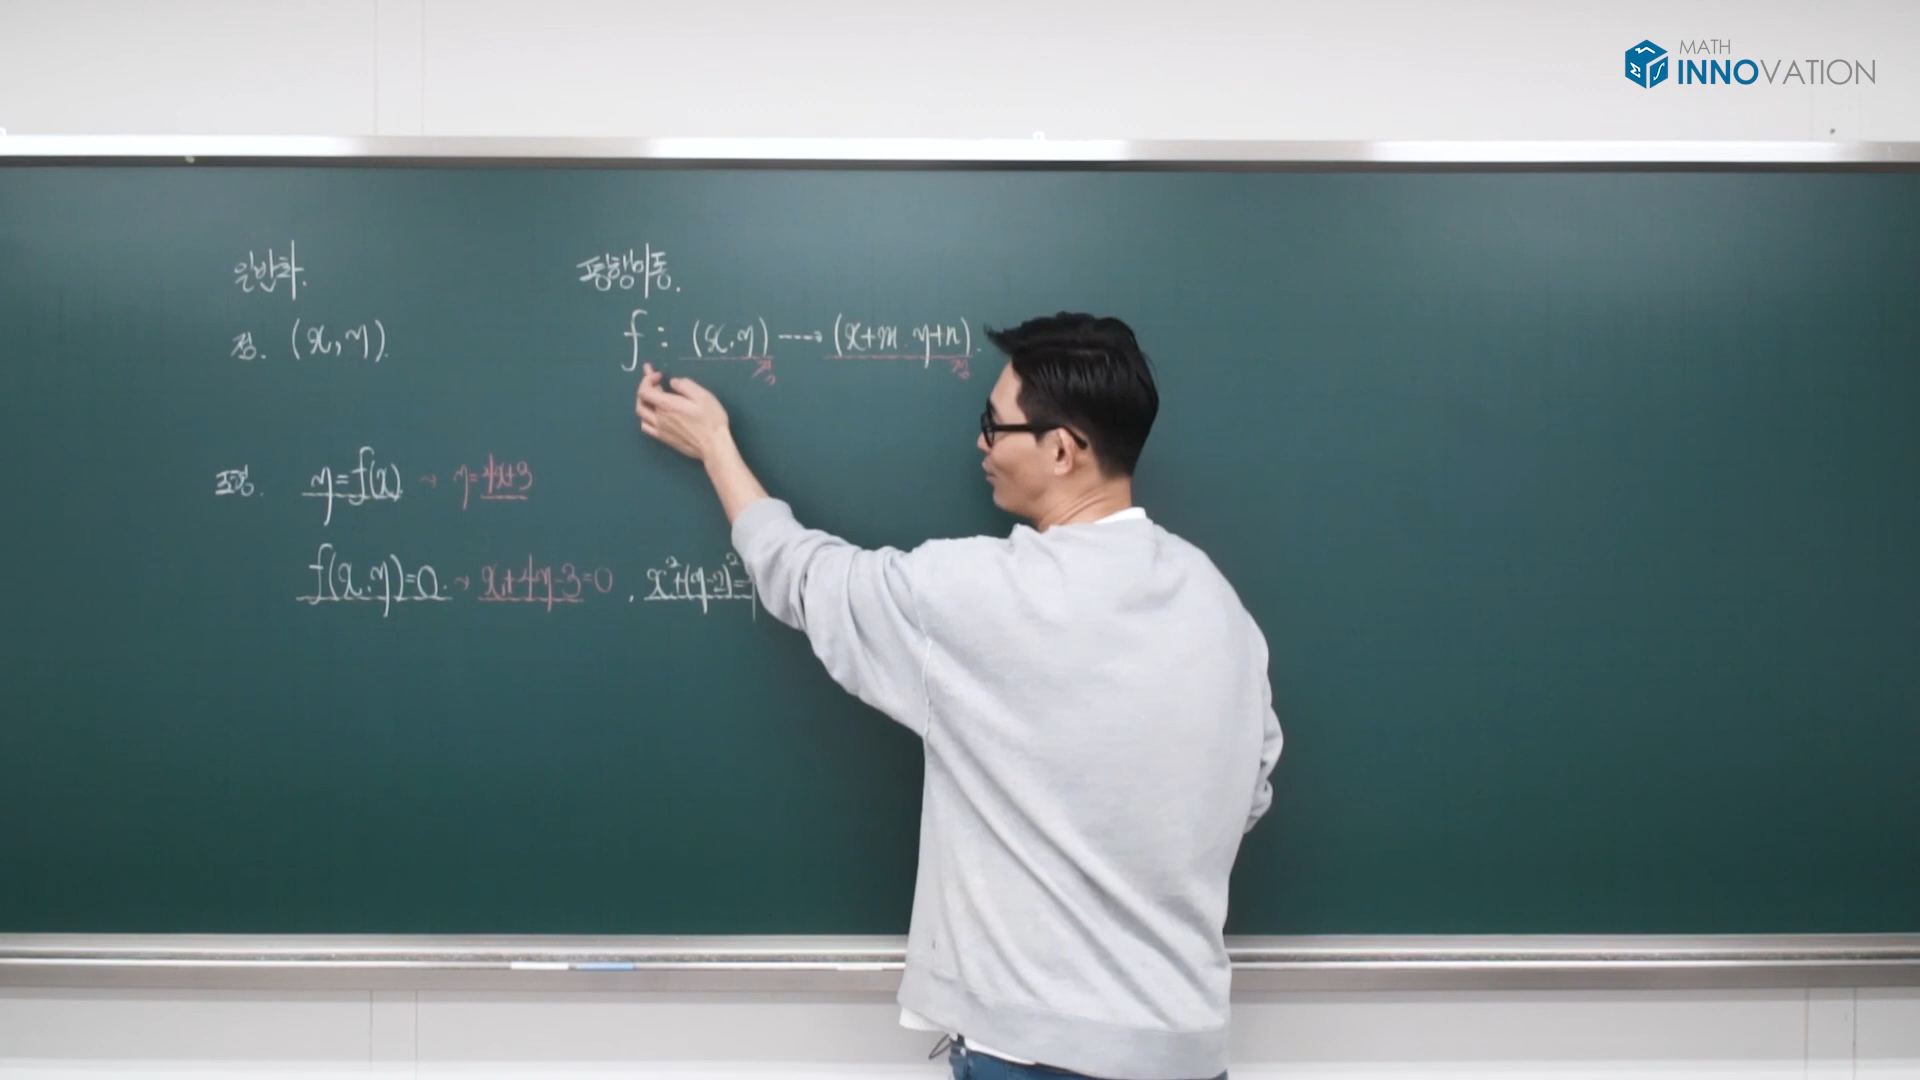 MATH
INNOVATION
일반화.
평행이동.
점. (x, y).
f : (x, y) ---→ (x+m, y+n).
점 점
도형. y=f(x) → y=4x+3
f(x, y)=0. → x+4y-3=0 , x²+(y-2)²=